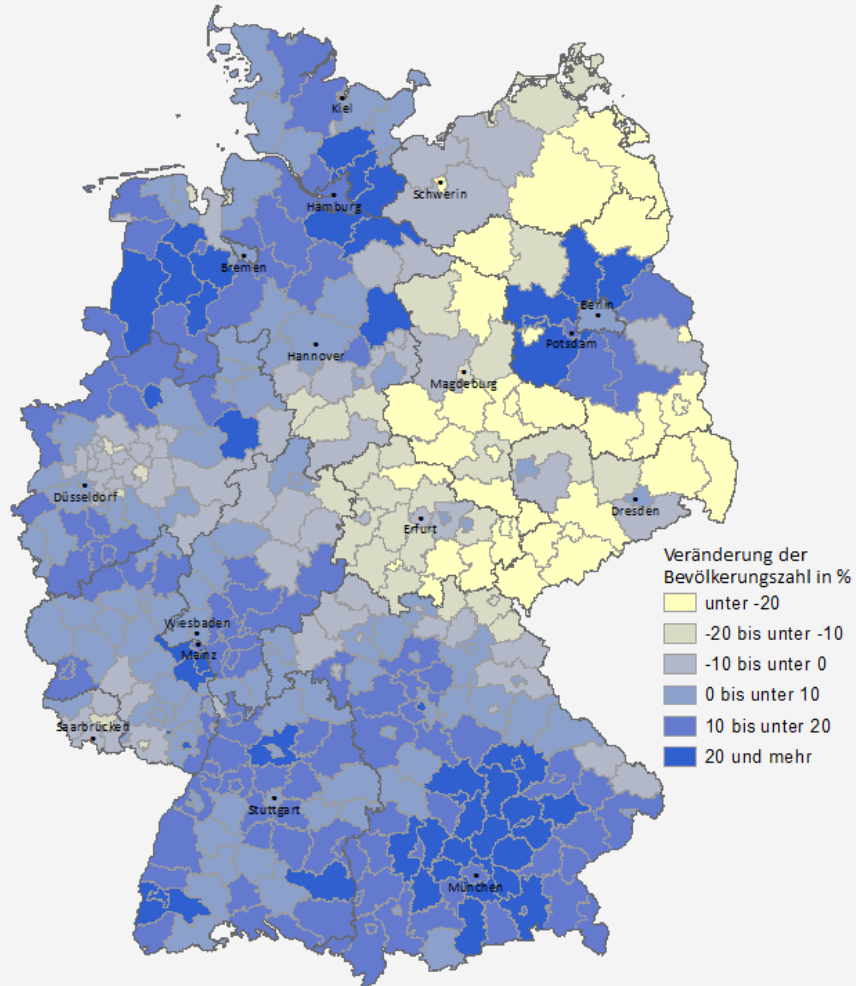 Kiel
Schwerin
Hamburg
Bremen
Berlin
Potsdam
Hannover
Magdeburg
Düsseldorf
Dresden
Erfurt
Wiesbaden
Mainz
Saarbrücken
Stuttgart
München
Veränderung der
Bevölkerungszahl in %
unter -20
-20 bis unter -10
-10 bis unter 0
0 bis unter 10
10 bis unter 20
20 und mehr